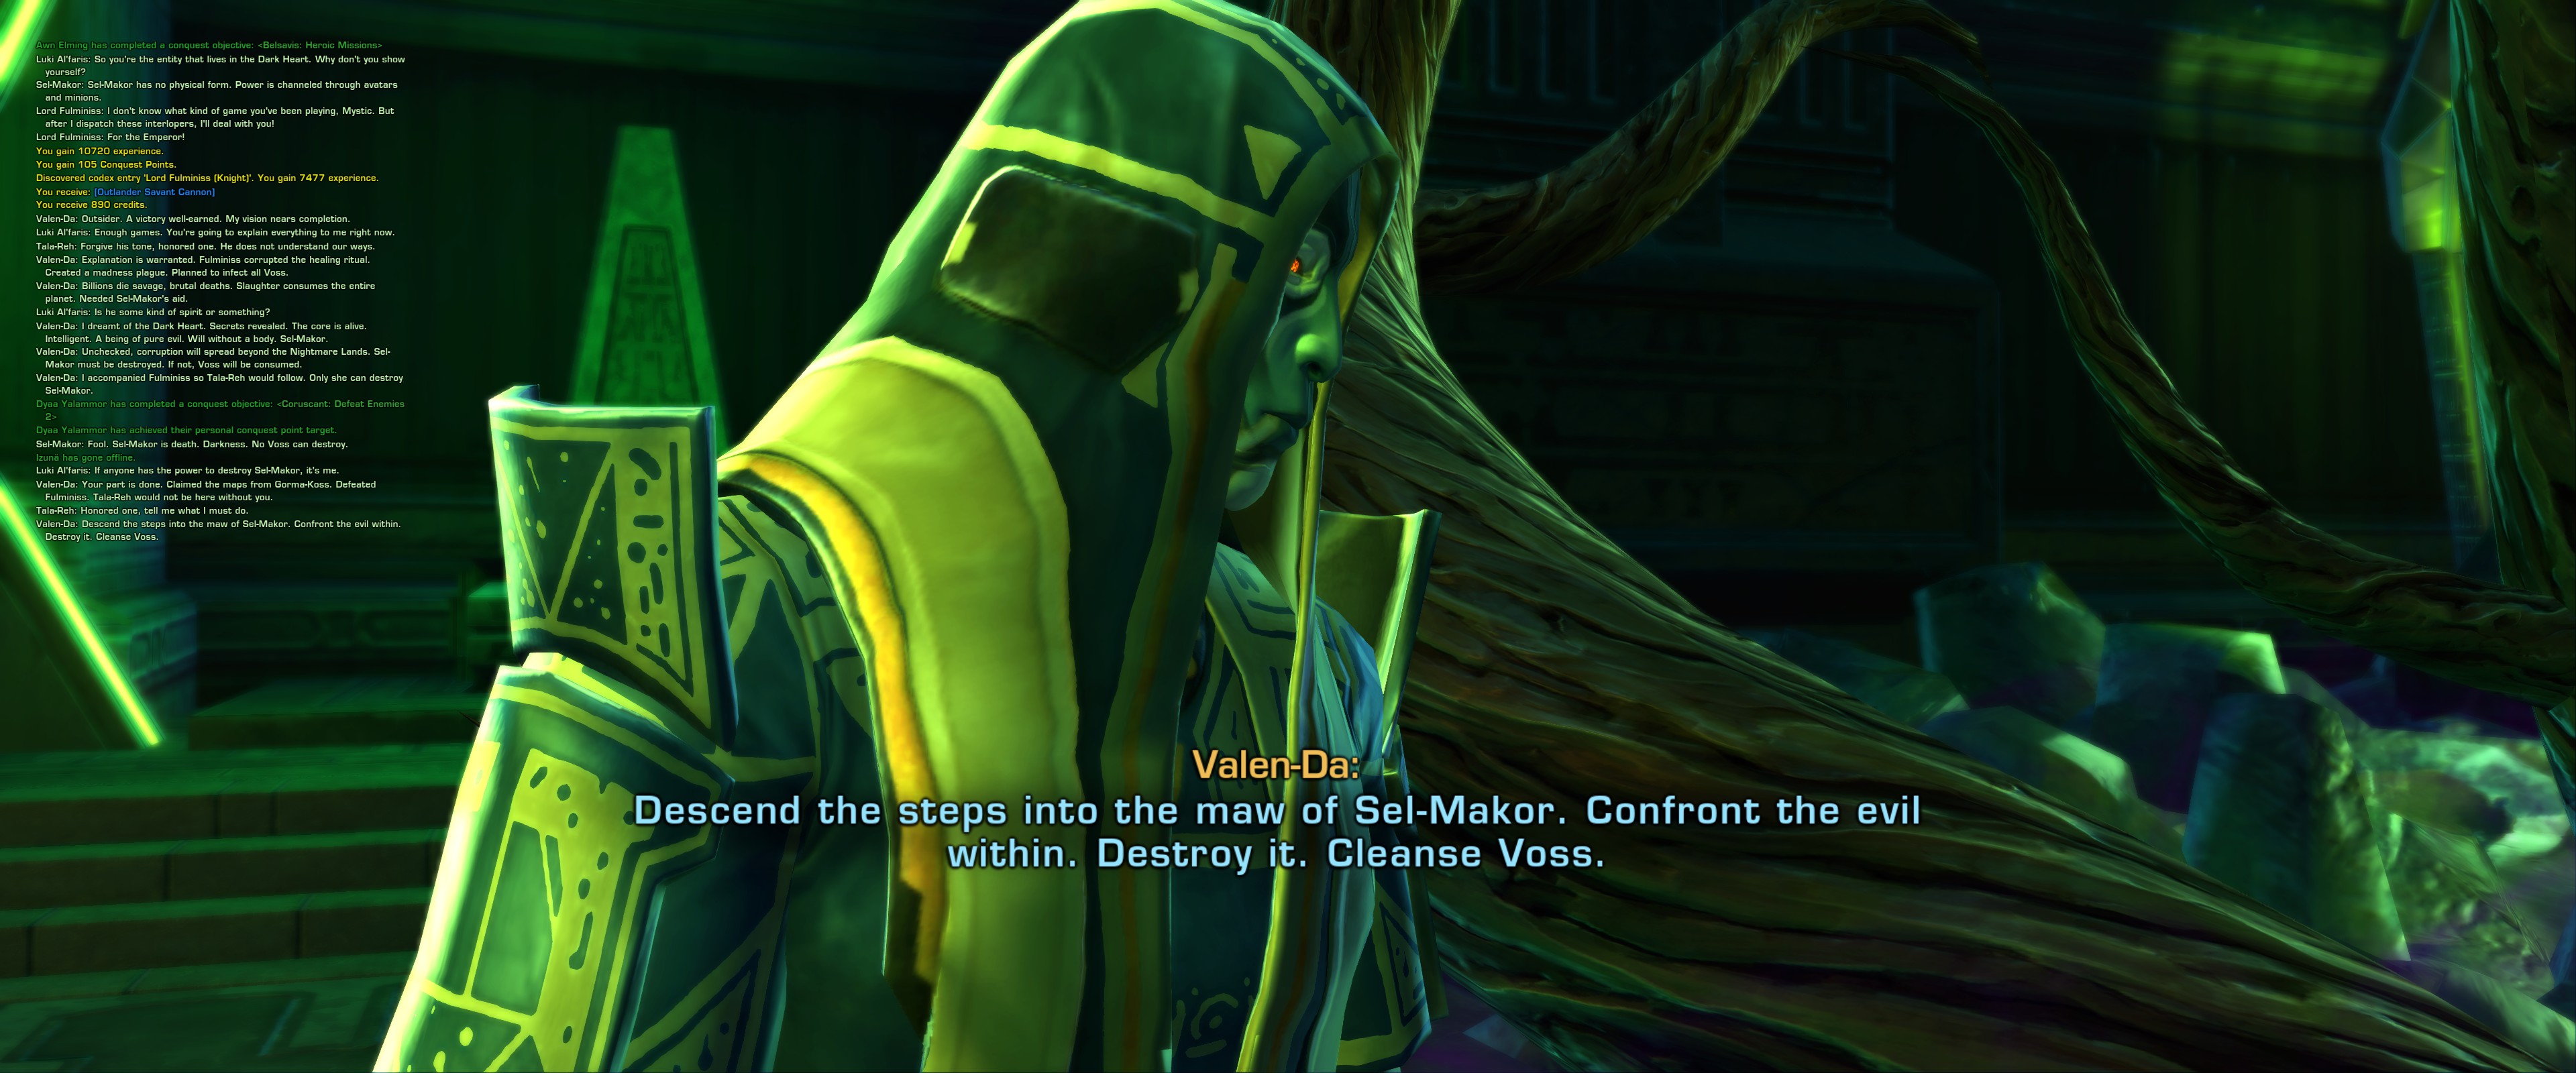 Awn Elming has completed a conquest objective: <Belsavis: Heroic Missions>
Luki Al'faris: So you're the entity that lives in the Dark Heart. Why don't you show
yourself?
Sel-Makor: Sel-Makor has no physical form. Power is channeled through avatars
and minions.
Lord Fulminiss: I don't know what kind of game you've been playing, Mystic. But
after I dispatch these interlopers, I'll deal with you!
Lord Fulminiss: For the Emperor!
You gain 10720 experience.
You gain 105 Conquest Points.
Discovered codex entry 'Lord Fulminiss (Knight)'. You gain 7477 experience.
You receive: [Outlander Savant Cannon]
You receive 890 credits.
Valen-Da: Outsider. A victory well-earned. My vision nears completion.
Luki Al'faris: Enough games. You're going to explain everything to me right now.
Tala-Reh: Forgive his tone, honored one. He does not understand our ways.
Valen-Da: Explanation is warranted. Fulminiss corrupted the healing ritual.
Created a madness plague. Planned to infect all Voss.
Valen-Da: Billions die savage, brutal deaths. Slaughter consumes the entire
planet. Needed Sel-Makor's aid.
Luki Al'faris: Is he some kind of spirit or something?
Valen-Da: I dreamt of the Dark Heart. Secrets revealed. The core is alive.
Intelligent. A being of pure evil. Will without a body. Sel-Makor.
Valen-Da: Unchecked, corruption will spread beyond the Nightmare Lands. Sel-
Makor must be destroyed. If not, Voss will be consumed.
Valen-Da: I accompanied Fulminiss so Tala-Reh would follow. Only she can destroy
Sel-Makor.
Dyaa Yalammor has completed a conquest objective: <Coruscant: Defeat Enemies
2>
Dyaa Yalammor has achieved their personal conquest point target.
Sel-Makor: Fool. Sel-Makor is death. Darkness. No Voss can destroy.
Izunä has gone offline.
Luki Al'faris: If anyone has the power to destroy Sel-Makor, it's me.
Valen-Da: Your part is done. Claimed the maps from Gorma-Koss. Defeated
Fulminiss. Tala-Reh would not be here without you.
Tala-Reh: Honored one, tell me what I must do.
Valen-Da: Descend the steps into the maw of Sel-Makor. Confront the evil within.
Destroy it. Cleanse Voss.
Valen-Da:
Descend the steps into the maw of Sel-Makor. Confront the evil
within. Destroy it. Cleanse Voss.